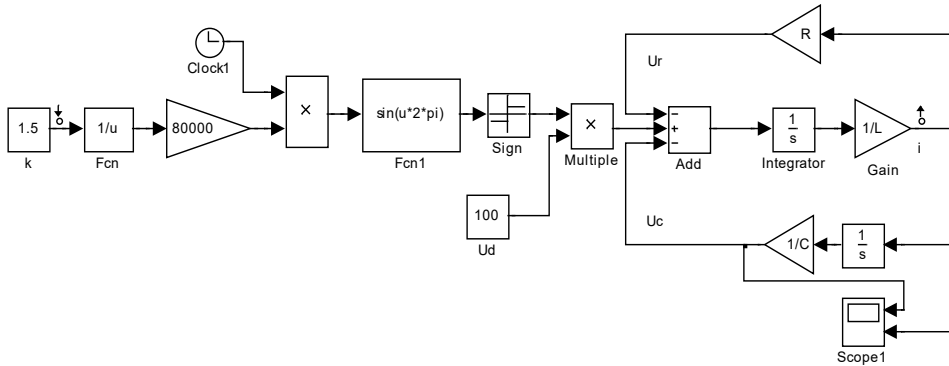 Clock1
R
Ur
1.5
k
1/u
Fcn
80000
×
sin(u*2*pi)
Fcn1
Sign
×
Multiple
−
+
−
Add
1
s
Integrator
1/L
Gain
i
100
Ud
Uc
1/C
1
s
Scope1